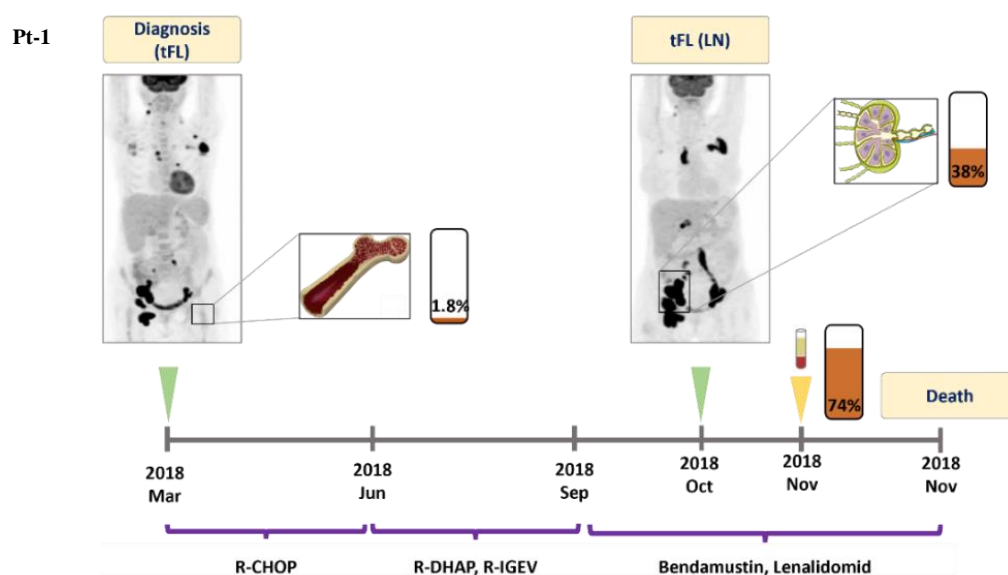 Pt-1
Diagnosis
(tFL)
tFL (LN)
38%
1.8%
74%
Death
2018
Mar
2018
Jun
2018
Sep
2018
Oct
2018
Nov
2018
Nov
R-CHOP
R-DHAP, R-IGEV
Bendamustin, Lenalidomid